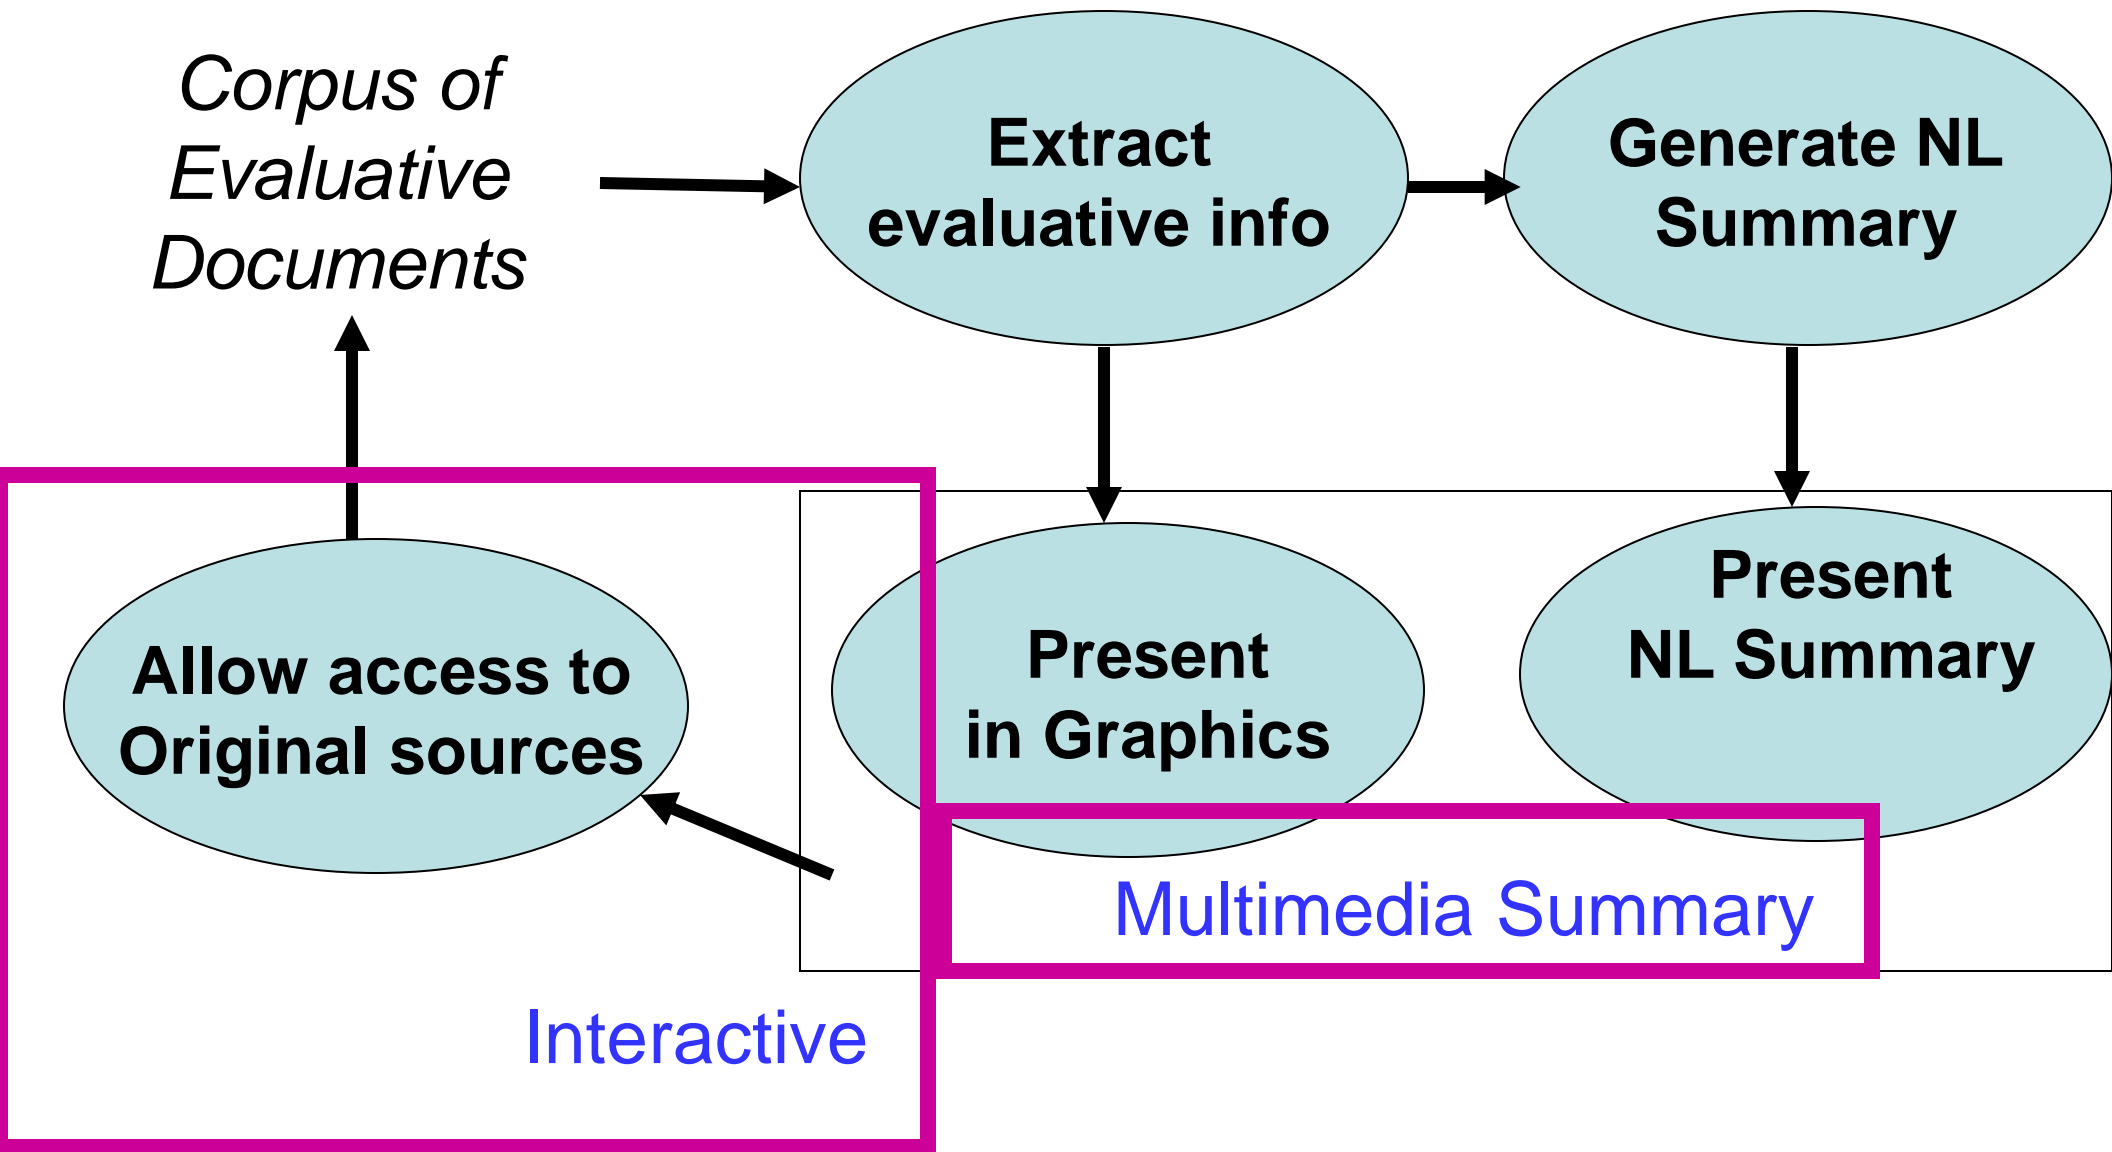 Corpus of
Evaluative
Documents
Extract
evaluative info
Generate NL
Summary
Allow access to
Original sources
Present
in Graphics
Present
NL Summary
Multimedia Summary
Interactive